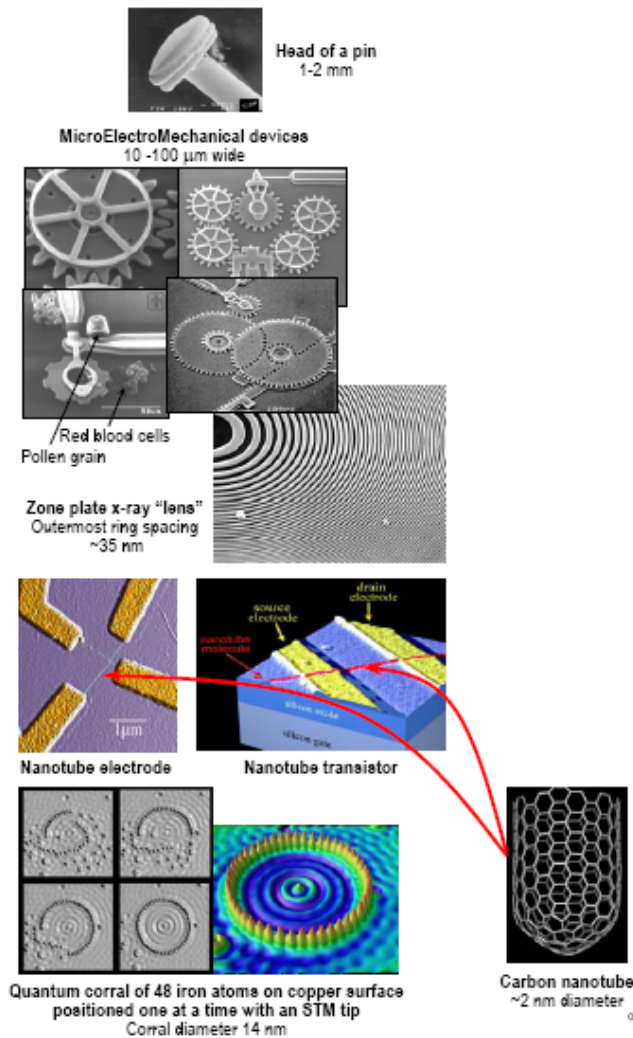 Head of a pin
1-2 mm
MicroElectroMechanical devices
10 -100 μm wide
Red blood cells
Pollen grain
Zone plate x-ray “lens”
Outermost ring spacing
~35 nm
drain
electrode
source
electrode
nanotube
molecule
silicon oxide
silicon gate
1μm
Nanotube electrode
Nanotube transistor
Quantum corral of 48 iron atoms on copper surface
positioned one at a time with an STM tip
Corral diameter 14 nm
Carbon nanotube
~2 nm diameter